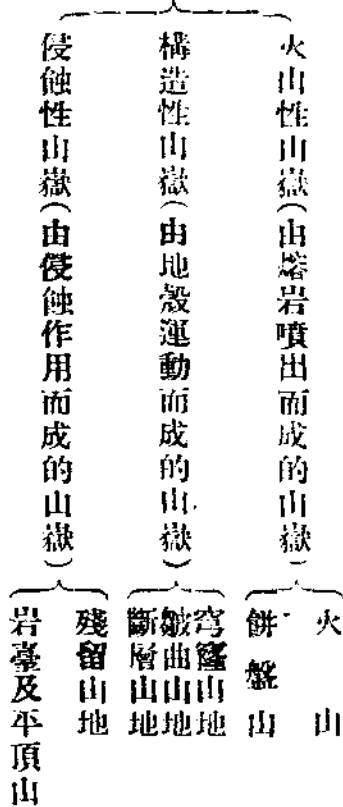 火山性山嶽(由熔岩噴出而成的山嶽)
火山
餅盤山
構造性山嶽(由地殼運動而成的山嶽)
穹窿山地
皺曲山地
斷層山地
侵蝕性山嶽(由侵蝕作用而成的山嶽)
殘留山地
岩臺及平頂山